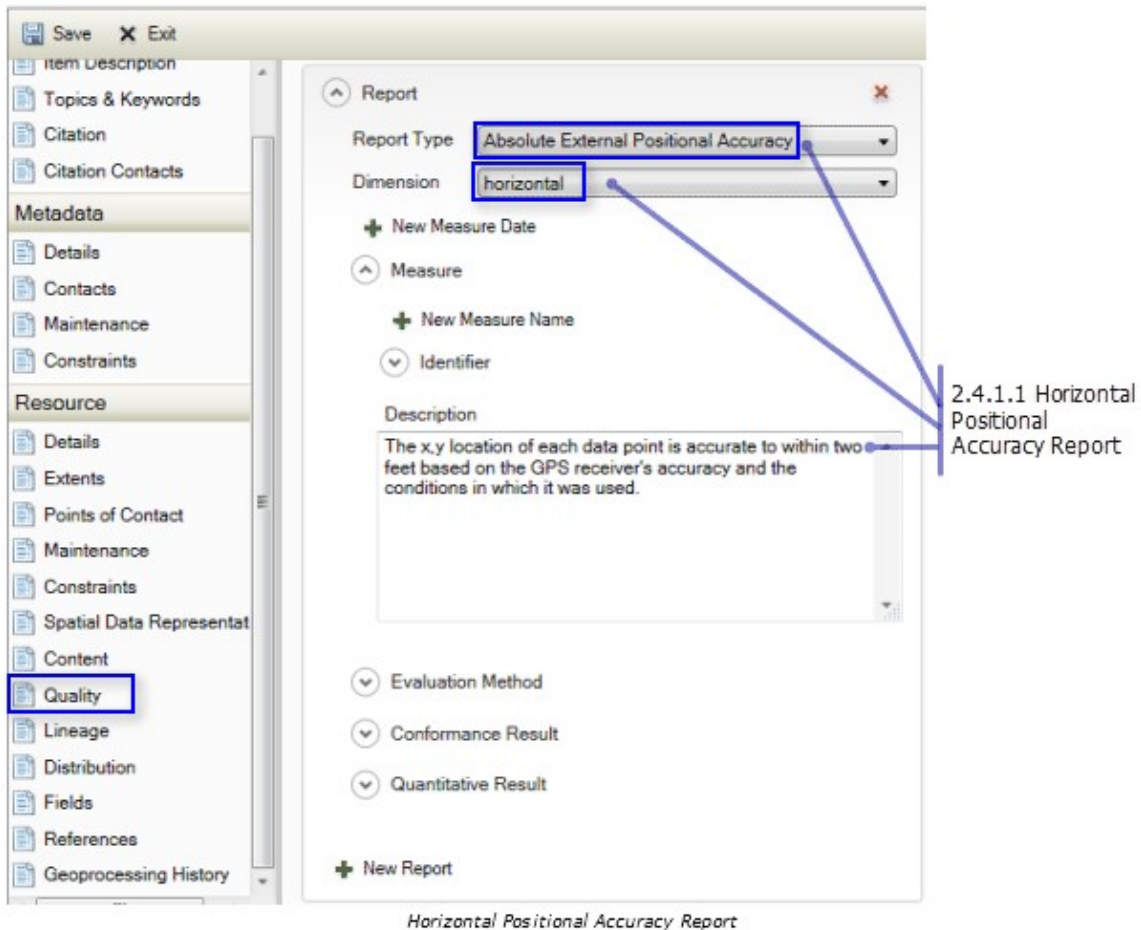 Save Exit
Item Description
Topics & Keywords
Citation
Citation Contacts
Metadata
Details
Contacts
Maintenance
Constraints
Resource
Details
Extents
Points of Contact
Maintenance
Constraints
Spatial Data Representat
Content
Quality
Lineage
Distribution
Fields
References
Geoprocessing History
Report
Report Type Absolute External Positional Accuracy
Dimension horizontal
New Measure Date
Measure
New Measure Name
Identifier
Description
The x,y location of each data point is accurate to within two
feet based on the GPS receiver's accuracy and the
conditions in which it was used.
Evaluation Method
Conformance Result
Quantitative Result
New Report
2.4.1.1 Horizontal
Positional
Accuracy Report
Horizontal Positional Accuracy Report